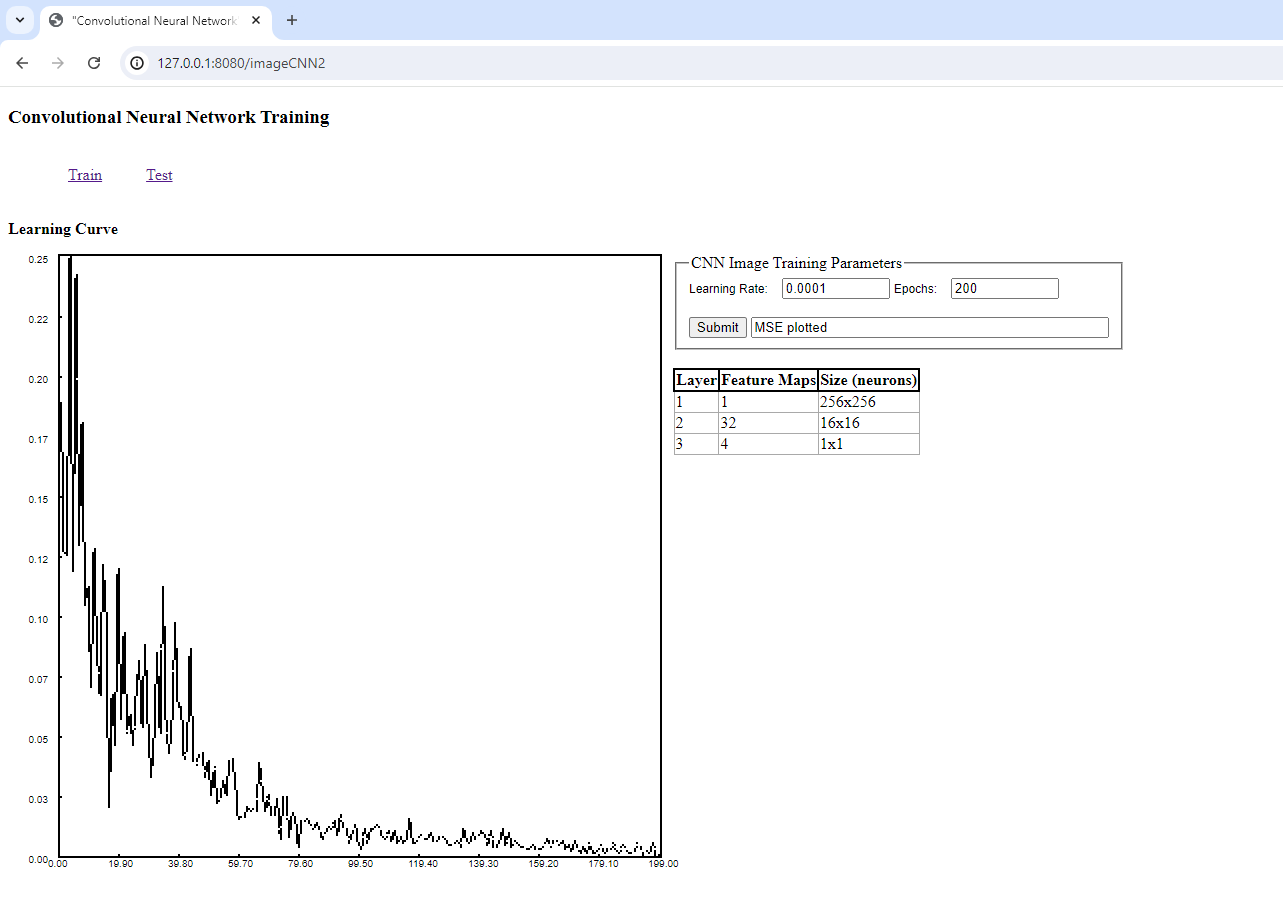 "Convolutional Neural Network
127.0.0.1:8080/imageCNN2
Convolutional Neural Network Training
Train Test
Learning Curve
0.25
0.22
0.20
0.17
0.15
0.12
0.10
0.07
0.05
0.03
0.00
0.00 19.90 39.80 59.70 79.60 99.50 119.40 139.30 159.20 179.10 199.00
CNN Image Training Parameters
Learning Rate: 0.0001 Epochs: 200
Submit MSE plotted
Layer Feature Maps Size (neurons)
1 1 256x256
2 32 16x16
3 4 1x1